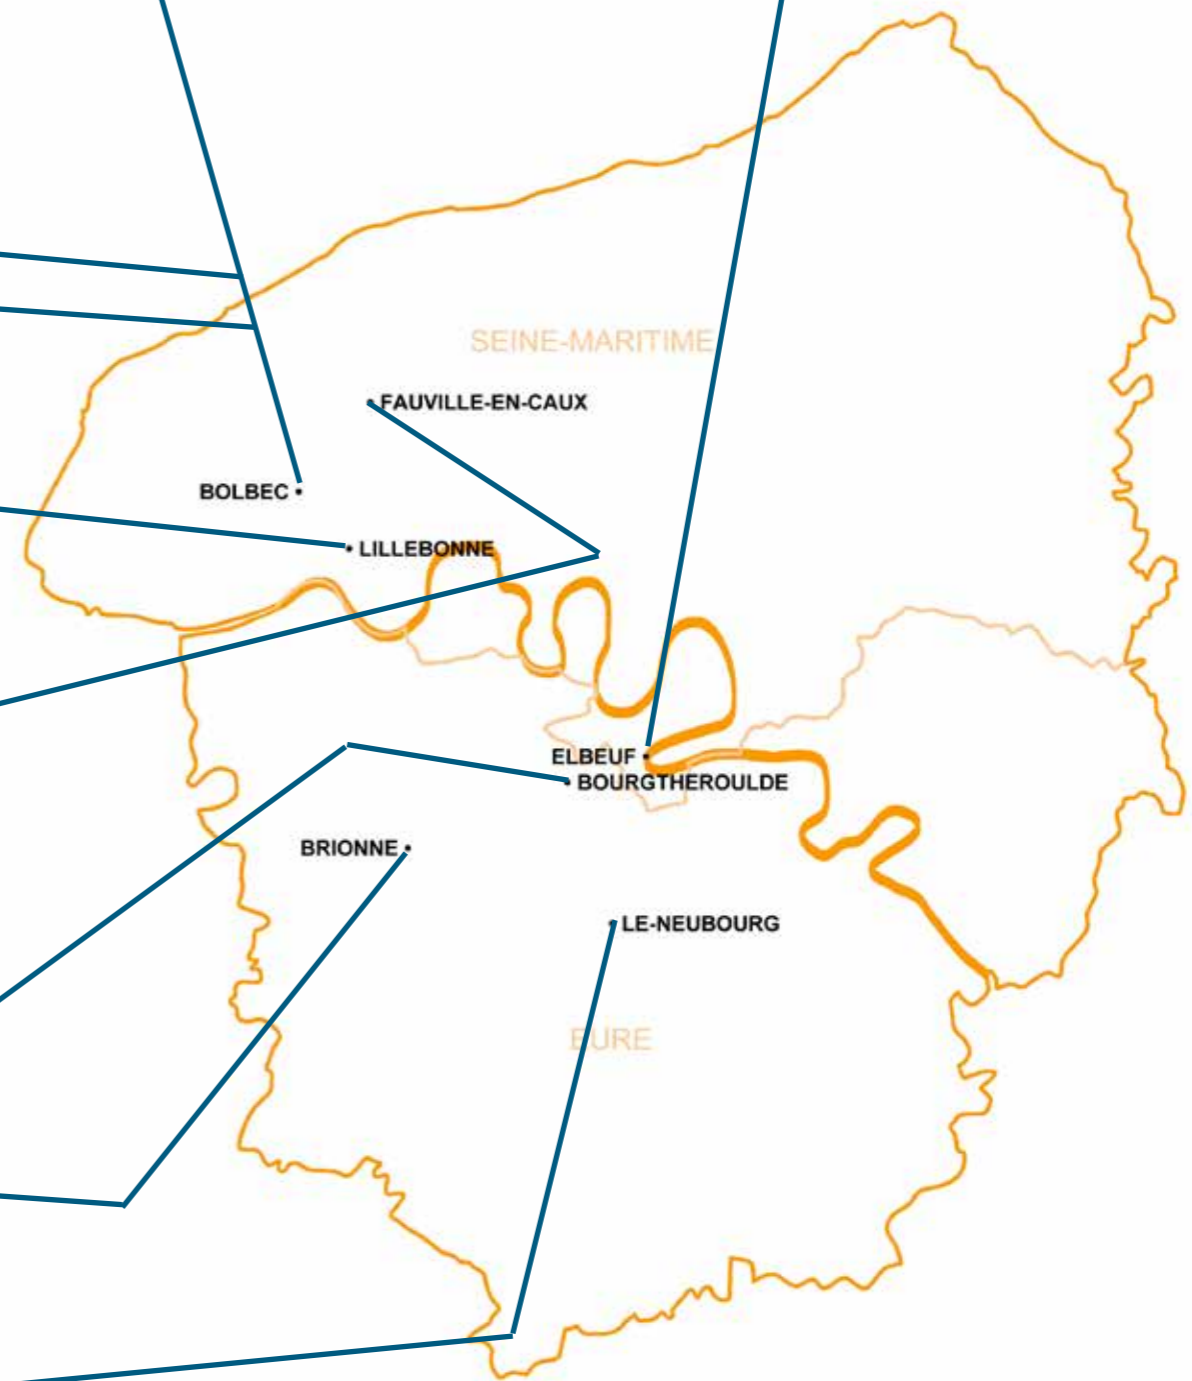 SEINE-MARITIME
FAUVILLE-EN-CAUX
BOLBEC
LILLEBONNE
ELBEUF
BOURGTHEROULDE
BRIONNE
LE-NEUBOURG
EURE